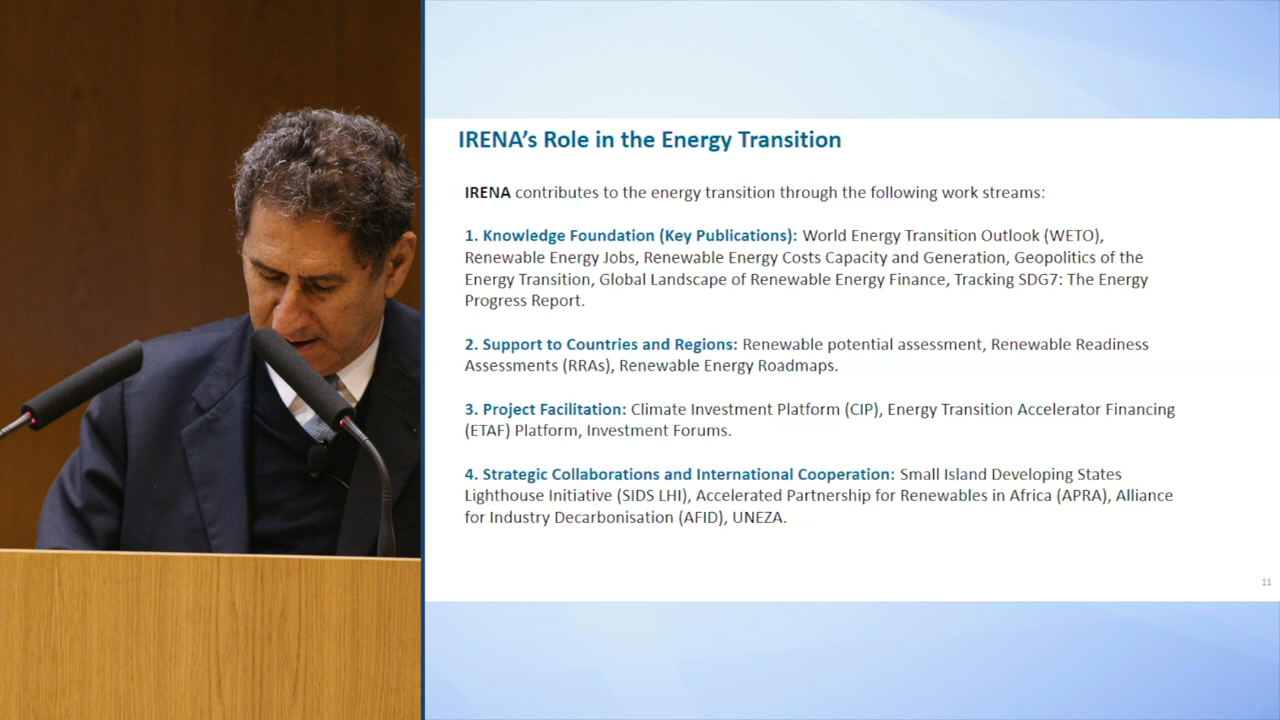 IRENA’s Role in the Energy Transition
IRENA contributes to the energy transition through the following work streams:
1. Knowledge Foundation (Key Publications): World Energy Transition Outlook (WETO),
Renewable Energy Jobs, Renewable Energy Costs Capacity and Generation, Geopolitics of the
Energy Transition, Global Landscape of Renewable Energy Finance, Tracking SDG7: The Energy
Progress Report.
2. Support to Countries and Regions: Renewable potential assessment, Renewable Readiness
Assessments (RRAs), Renewable Energy Roadmaps.
3. Project Facilitation: Climate Investment Platform (CIP), Energy Transition Accelerator Financing
(ETAF) Platform, Investment Forums.
4. Strategic Collaborations and International Cooperation: Small Island Developing States
Lighthouse Initiative (SIDS LHI), Accelerated Partnership for Renewables in Africa (APRA), Alliance
for Industry Decarbonisation (AFID), UNEZA.
11